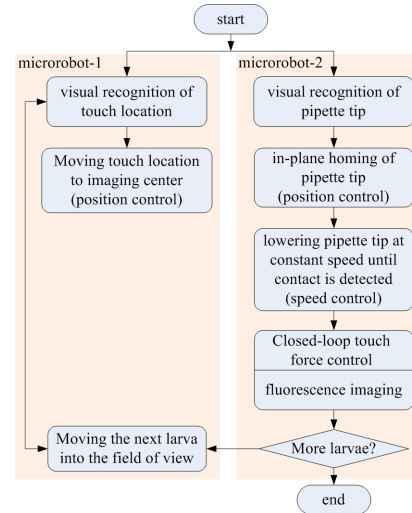 start
microrobot-1
visual recognition of
touch location
Moving touch location
to imaging center
(position control)
Moving the next larva
into the field of view
microrobot-2
visual recognition of
pipette tip
in-plane homing of
pipette tip
(position control)
lowering pipette tip at
constant speed until
contact is detected
(speed control)
Closed-loop touch
force control
fluorescence imaging
More larvae?
end